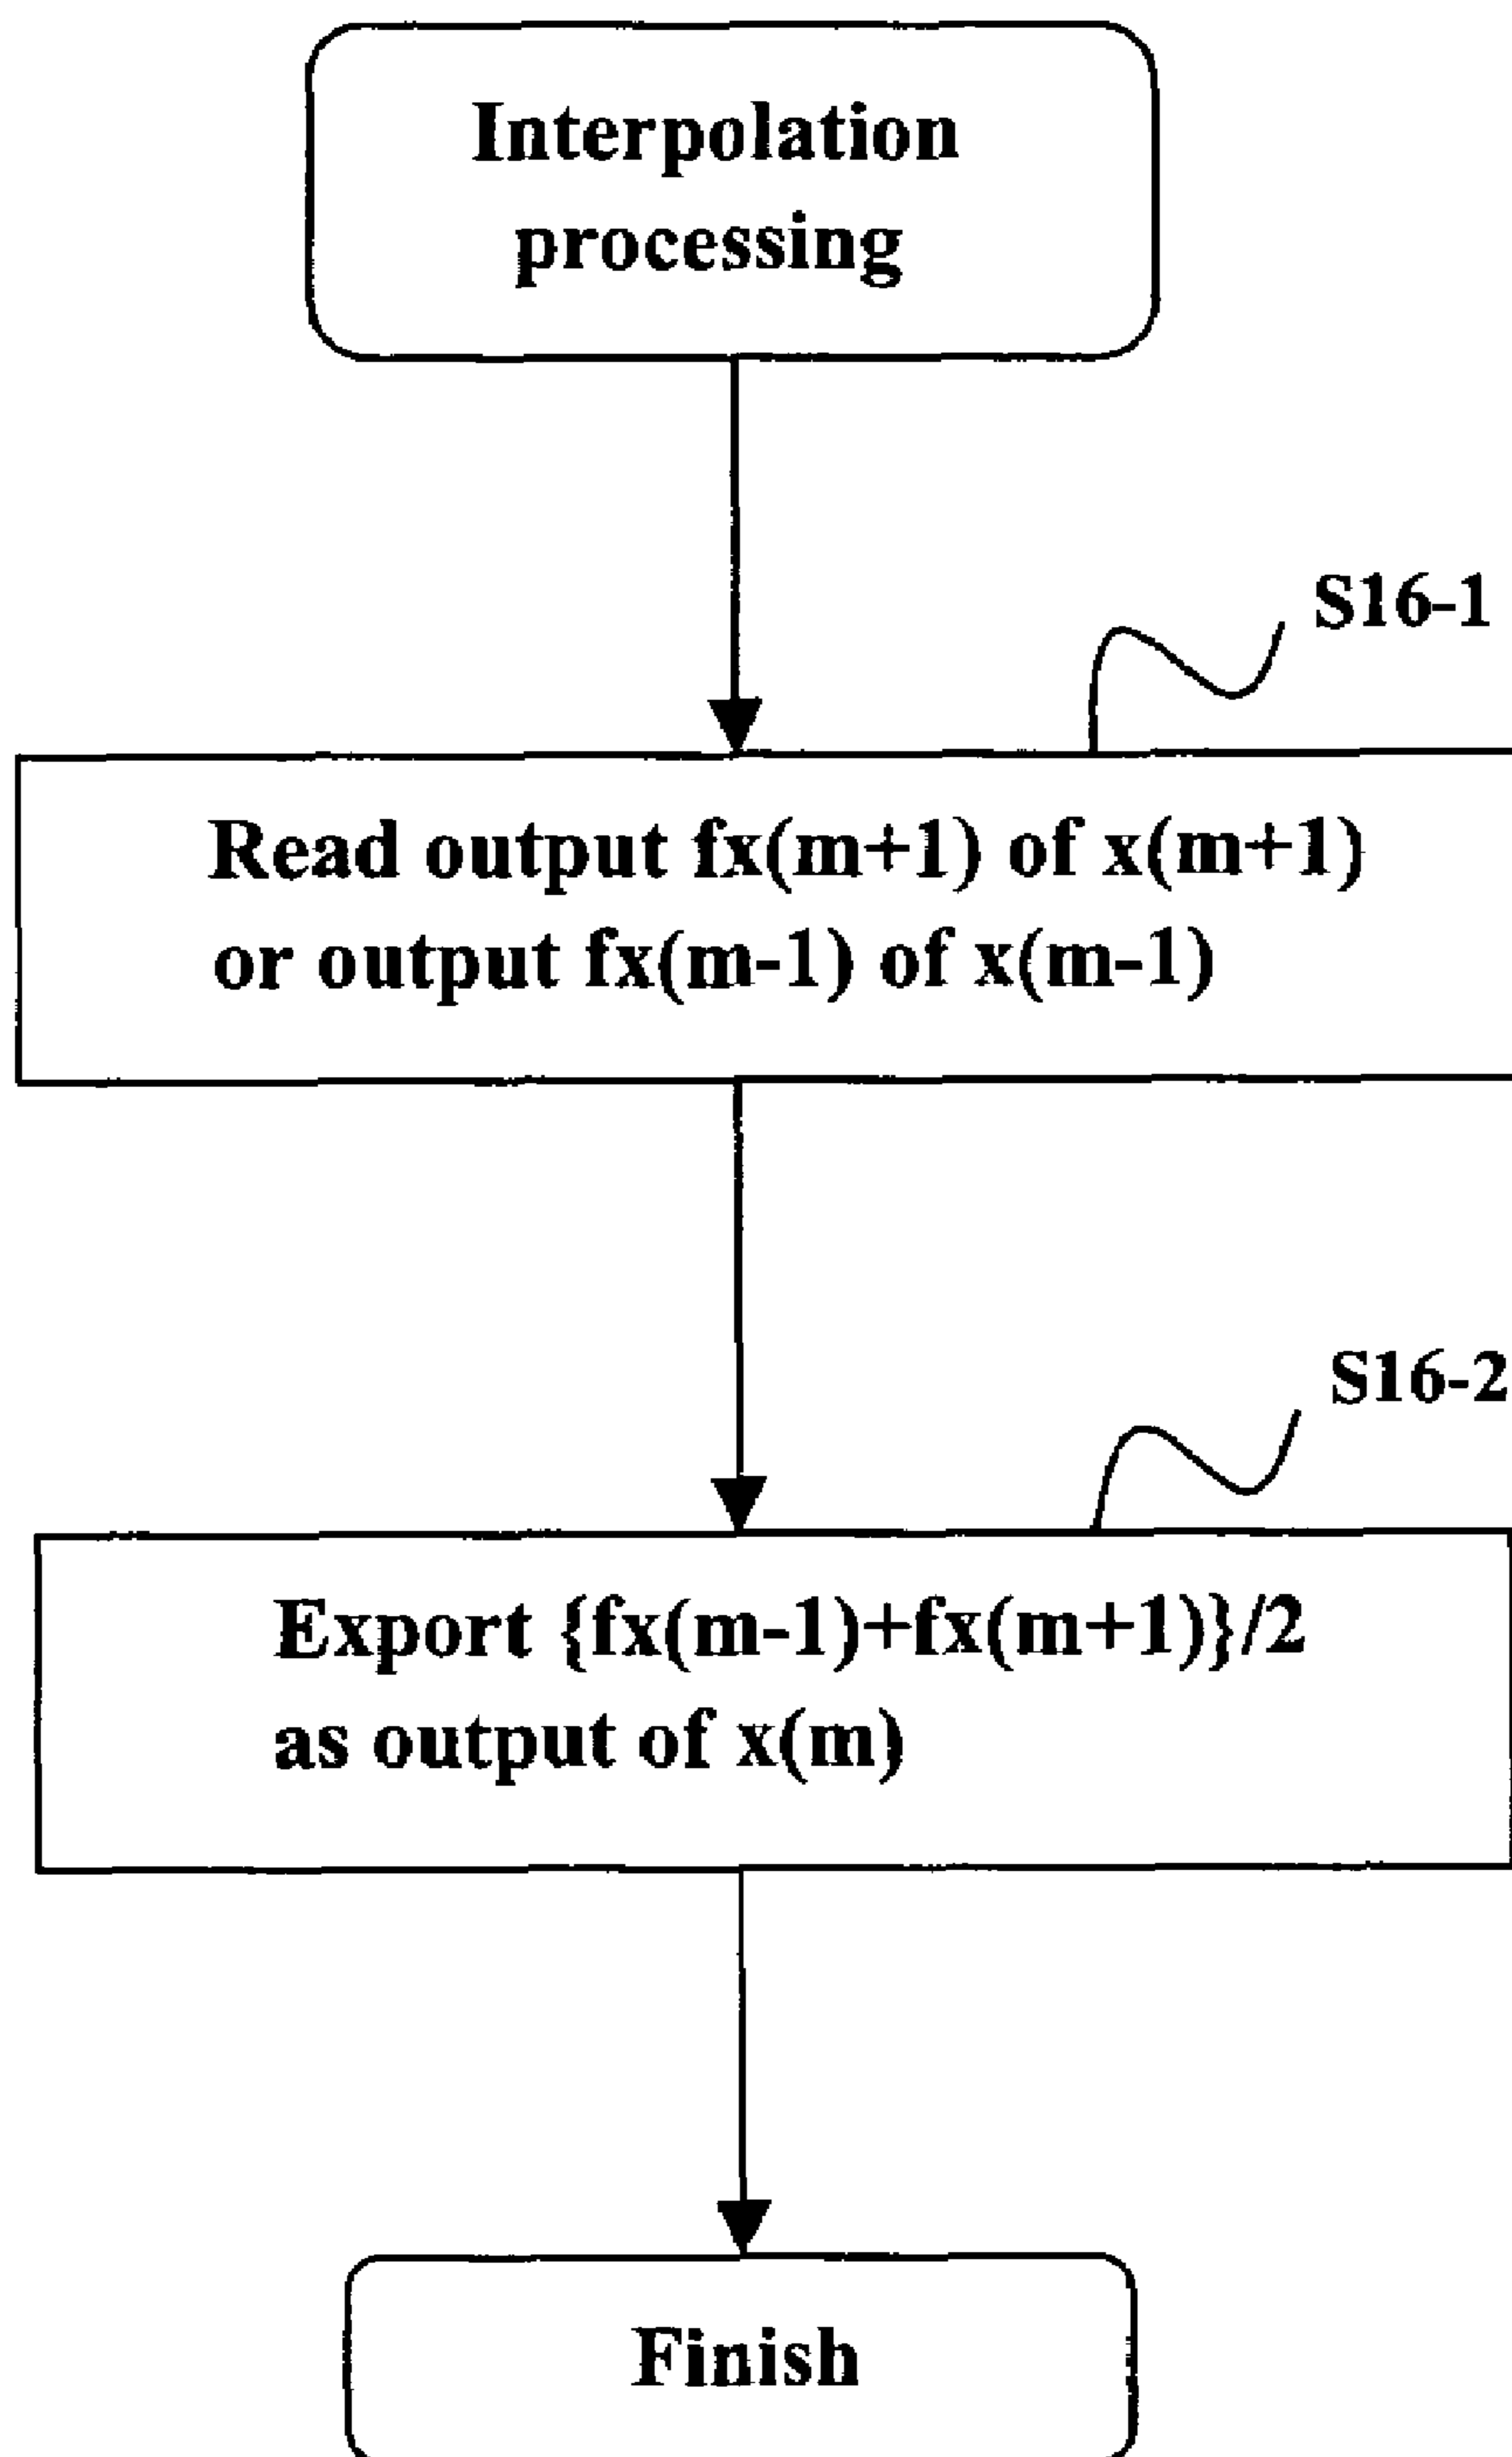 Interpolation
processing
S16-1
Read output fx(m+1) of x(m+1)
or output fx(m-1) of x(m-1)
S16-2
Export {fx(m-1)+fx(m+1)}/2
as output of x(m)
Finish